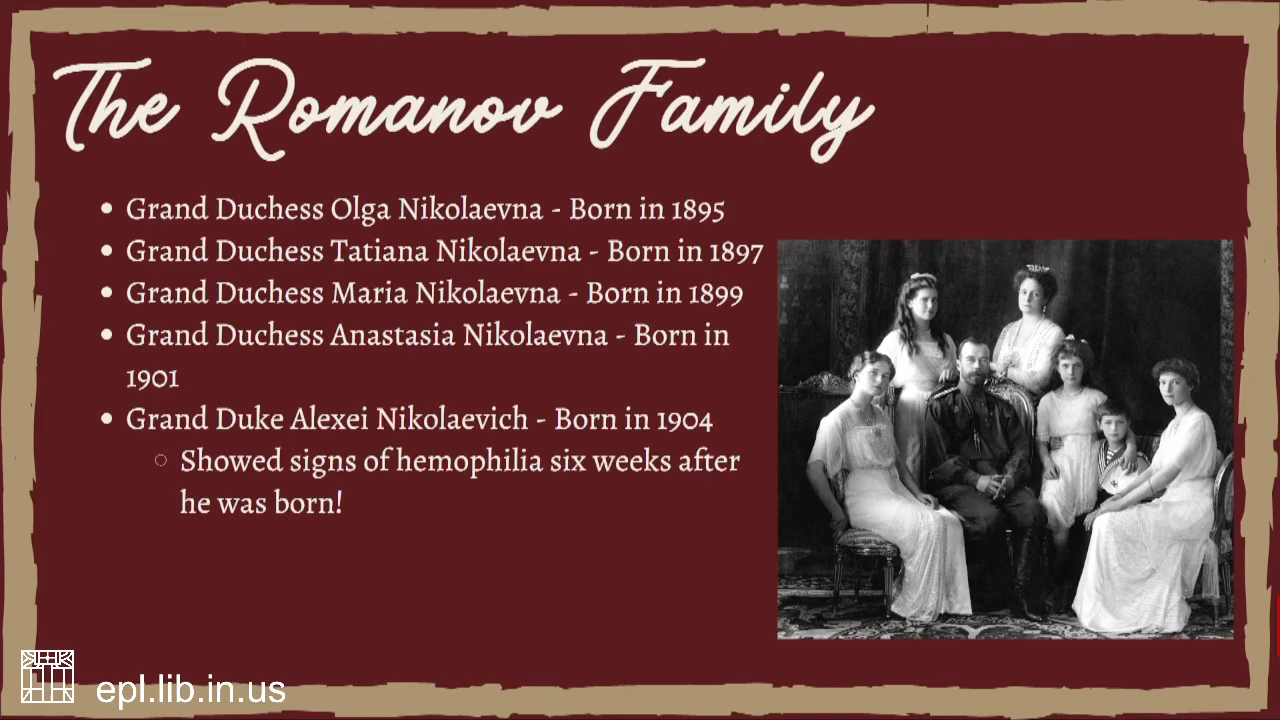 The Romanov Family
• Grand Duchess Olga Nikolaevna - Born in 1895
• Grand Duchess Tatiana Nikolaevna - Born in 1897
• Grand Duchess Maria Nikolaevna - Born in 1899
• Grand Duchess Anastasia Nikolaevna - Born in
1901
• Grand Duke Alexei Nikolaevich - Born in 1904
○ Showed signs of hemophilia six weeks after
he was born!
epl.lib.in.us